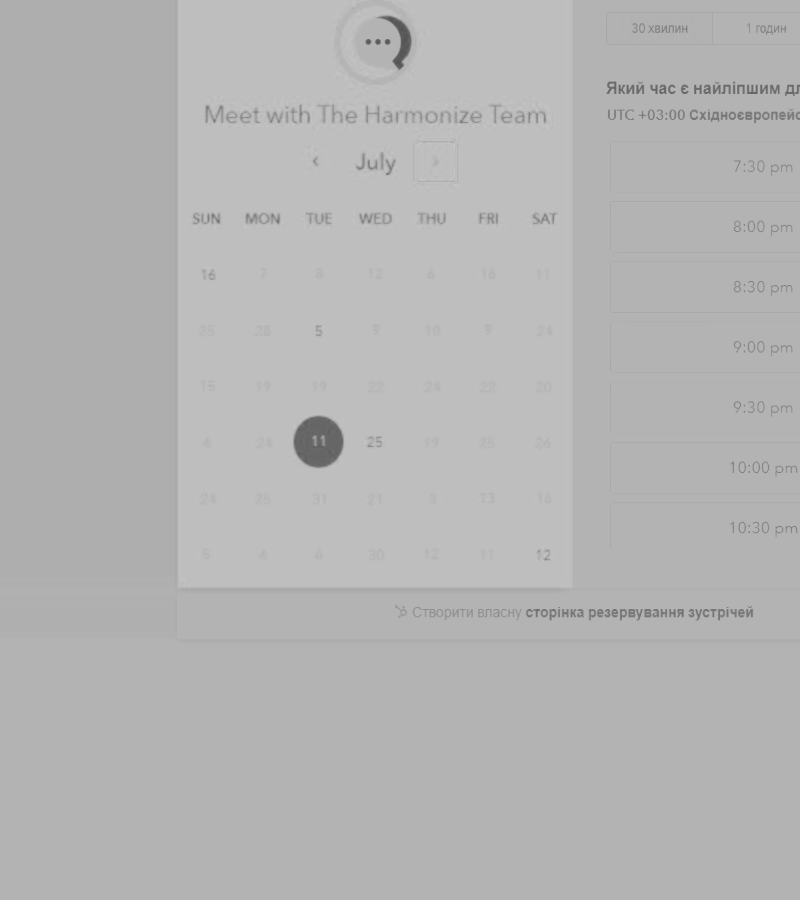 Meet with The Harmonize Team
July
SUN MON TUE WED THU FRI SAT
16 7 8 12 6 16 11
25 28 5 9 10 9 24
15 19 19 22 24 22 20
4 24 11 25 19 25 26
24 25 31 21 3 13 16
5 4 6 30 12 11 12
30 хвилин 1 годин
Який час є найліпшим дл
UTC +03:00 Східноєвропейс
7:30 pm
8:00 pm
8:30 pm
9:00 pm
9:30 pm
10:00 pm
10:30 pm
Створити власну сторінка резервування зустрічей